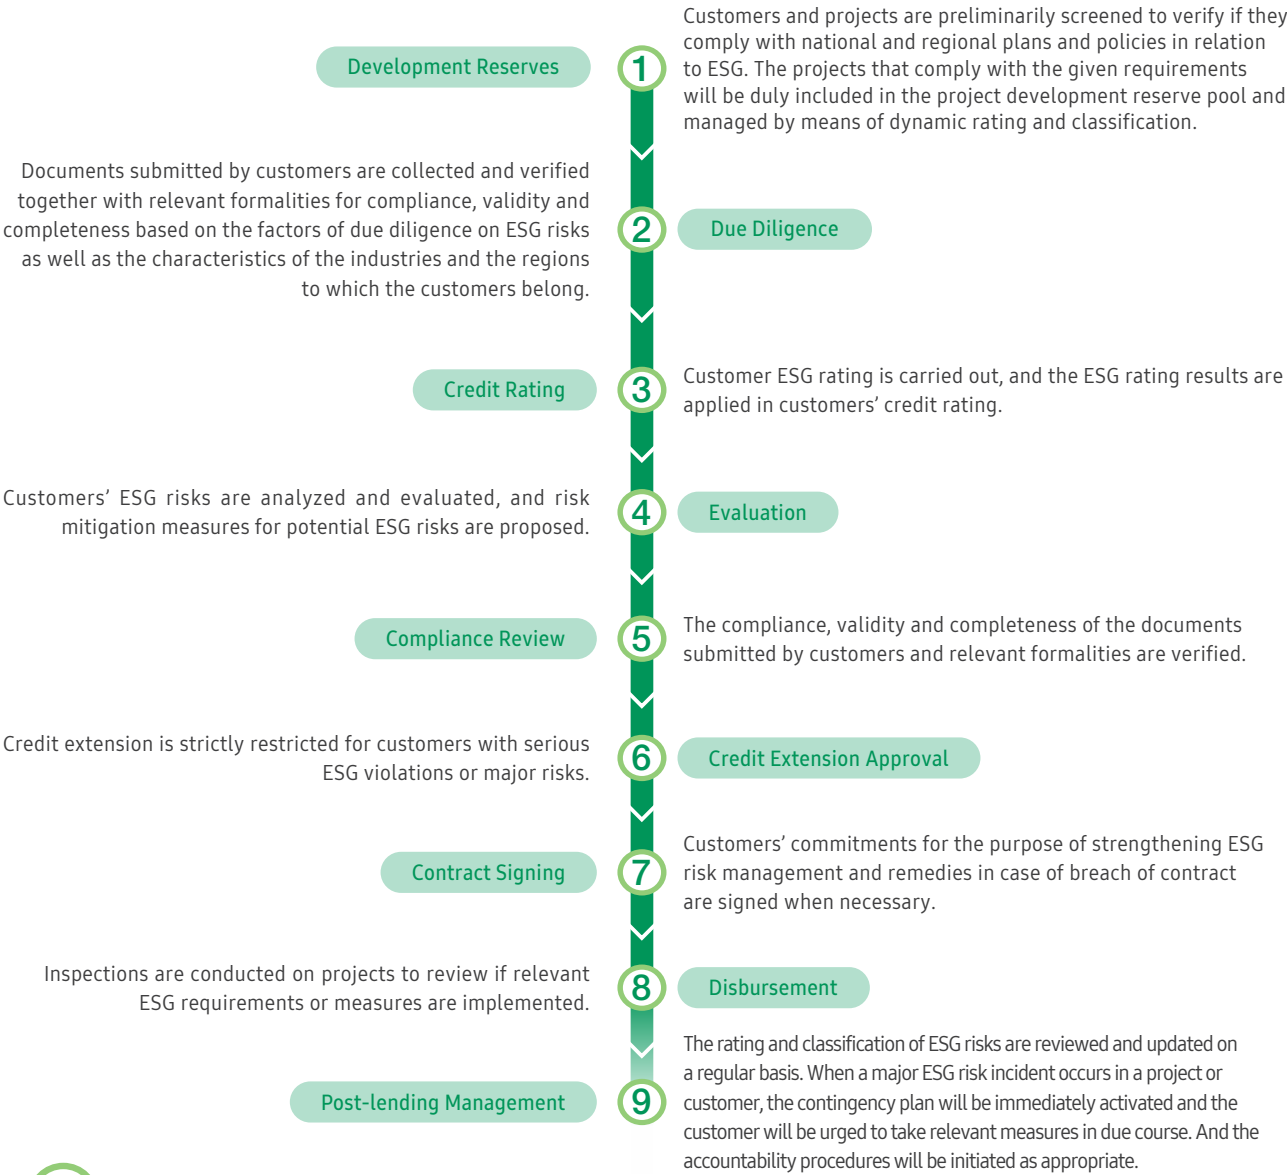 Development Reserves
1
Customers and projects are preliminarily screened to verify if they
comply with national and regional plans and policies in relation
to ESG. The projects that comply with the given requirements
will be duly included in the project development reserve pool and
managed by means of dynamic rating and classification.
Documents submitted by customers are collected and verified
together with relevant formalities for compliance, validity and
completeness based on the factors of due diligence on ESG risks
as well as the characteristics of the industries and the regions
to which the customers belong.
2
Due Diligence
Credit Rating
3
Customer ESG rating is carried out, and the ESG rating results are
applied in customers’ credit rating.
Customers’ ESG risks are analyzed and evaluated, and risk
mitigation measures for potential ESG risks are proposed.
4
Evaluation
Compliance Review
5
The compliance, validity and completeness of the documents
submitted by customers and relevant formalities are verified.
Credit extension is strictly restricted for customers with serious
ESG violations or major risks.
6
Credit Extension Approval
Contract Signing
7
Customers’ commitments for the purpose of strengthening ESG
risk management and remedies in case of breach of contract
are signed when necessary.
Inspections are conducted on projects to review if relevant
ESG requirements or measures are implemented.
8
Disbursement
Post-lending Management
9
The rating and classification of ESG risks are reviewed and updated on
a regular basis. When a major ESG risk incident occurs in a project or
customer, the contingency plan will be immediately activated and the
customer will be urged to take relevant measures in due course. And the
accountability procedures will be initiated as appropriate.